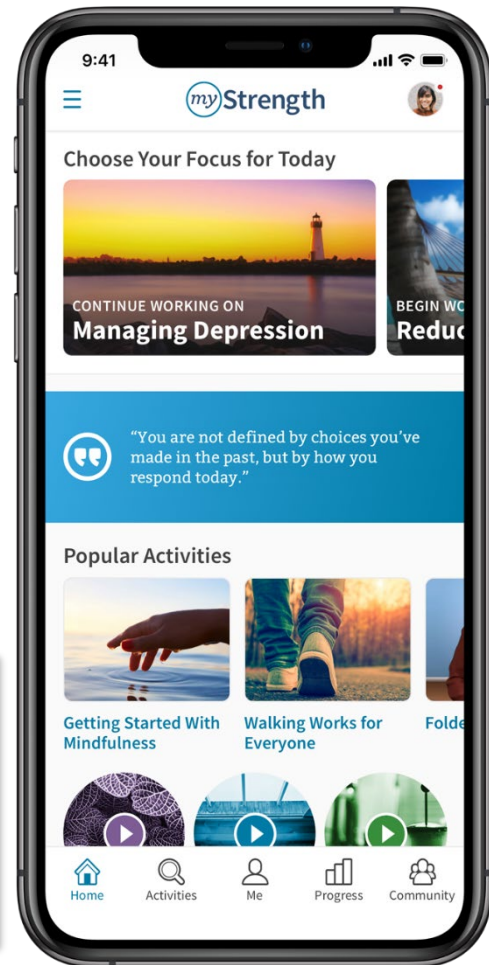 9:41
myStrength
Choose Your Focus for Today
CONTINUE WORKING ON
Managing Depression
BEGIN
“You are not defined by choices you’ve
made in the past, but by how you
respond today.”
Popular Activities
Getting Started With
Mindfulness
Walking Works for
Everyone
Home
Activities
Me
Progress
Community